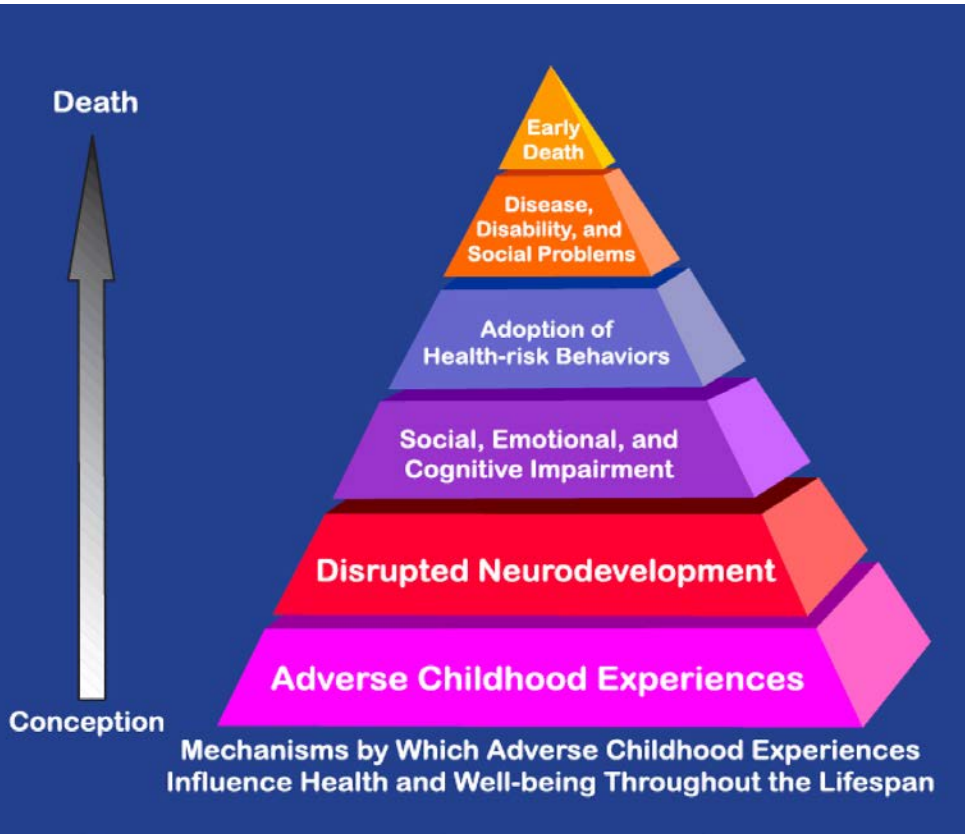 Death
Early
Death
Disease,
Disability, and
Social Problems
Adoption of
Health-risk Behaviors
Social, Emotional, and
Cognitive Impairment
Disrupted Neurodevelopment
Adverse Childhood Experiences
Conception
Mechanisms by Which Adverse Childhood Experiences
Influence Health and Well-being Throughout the Lifespan